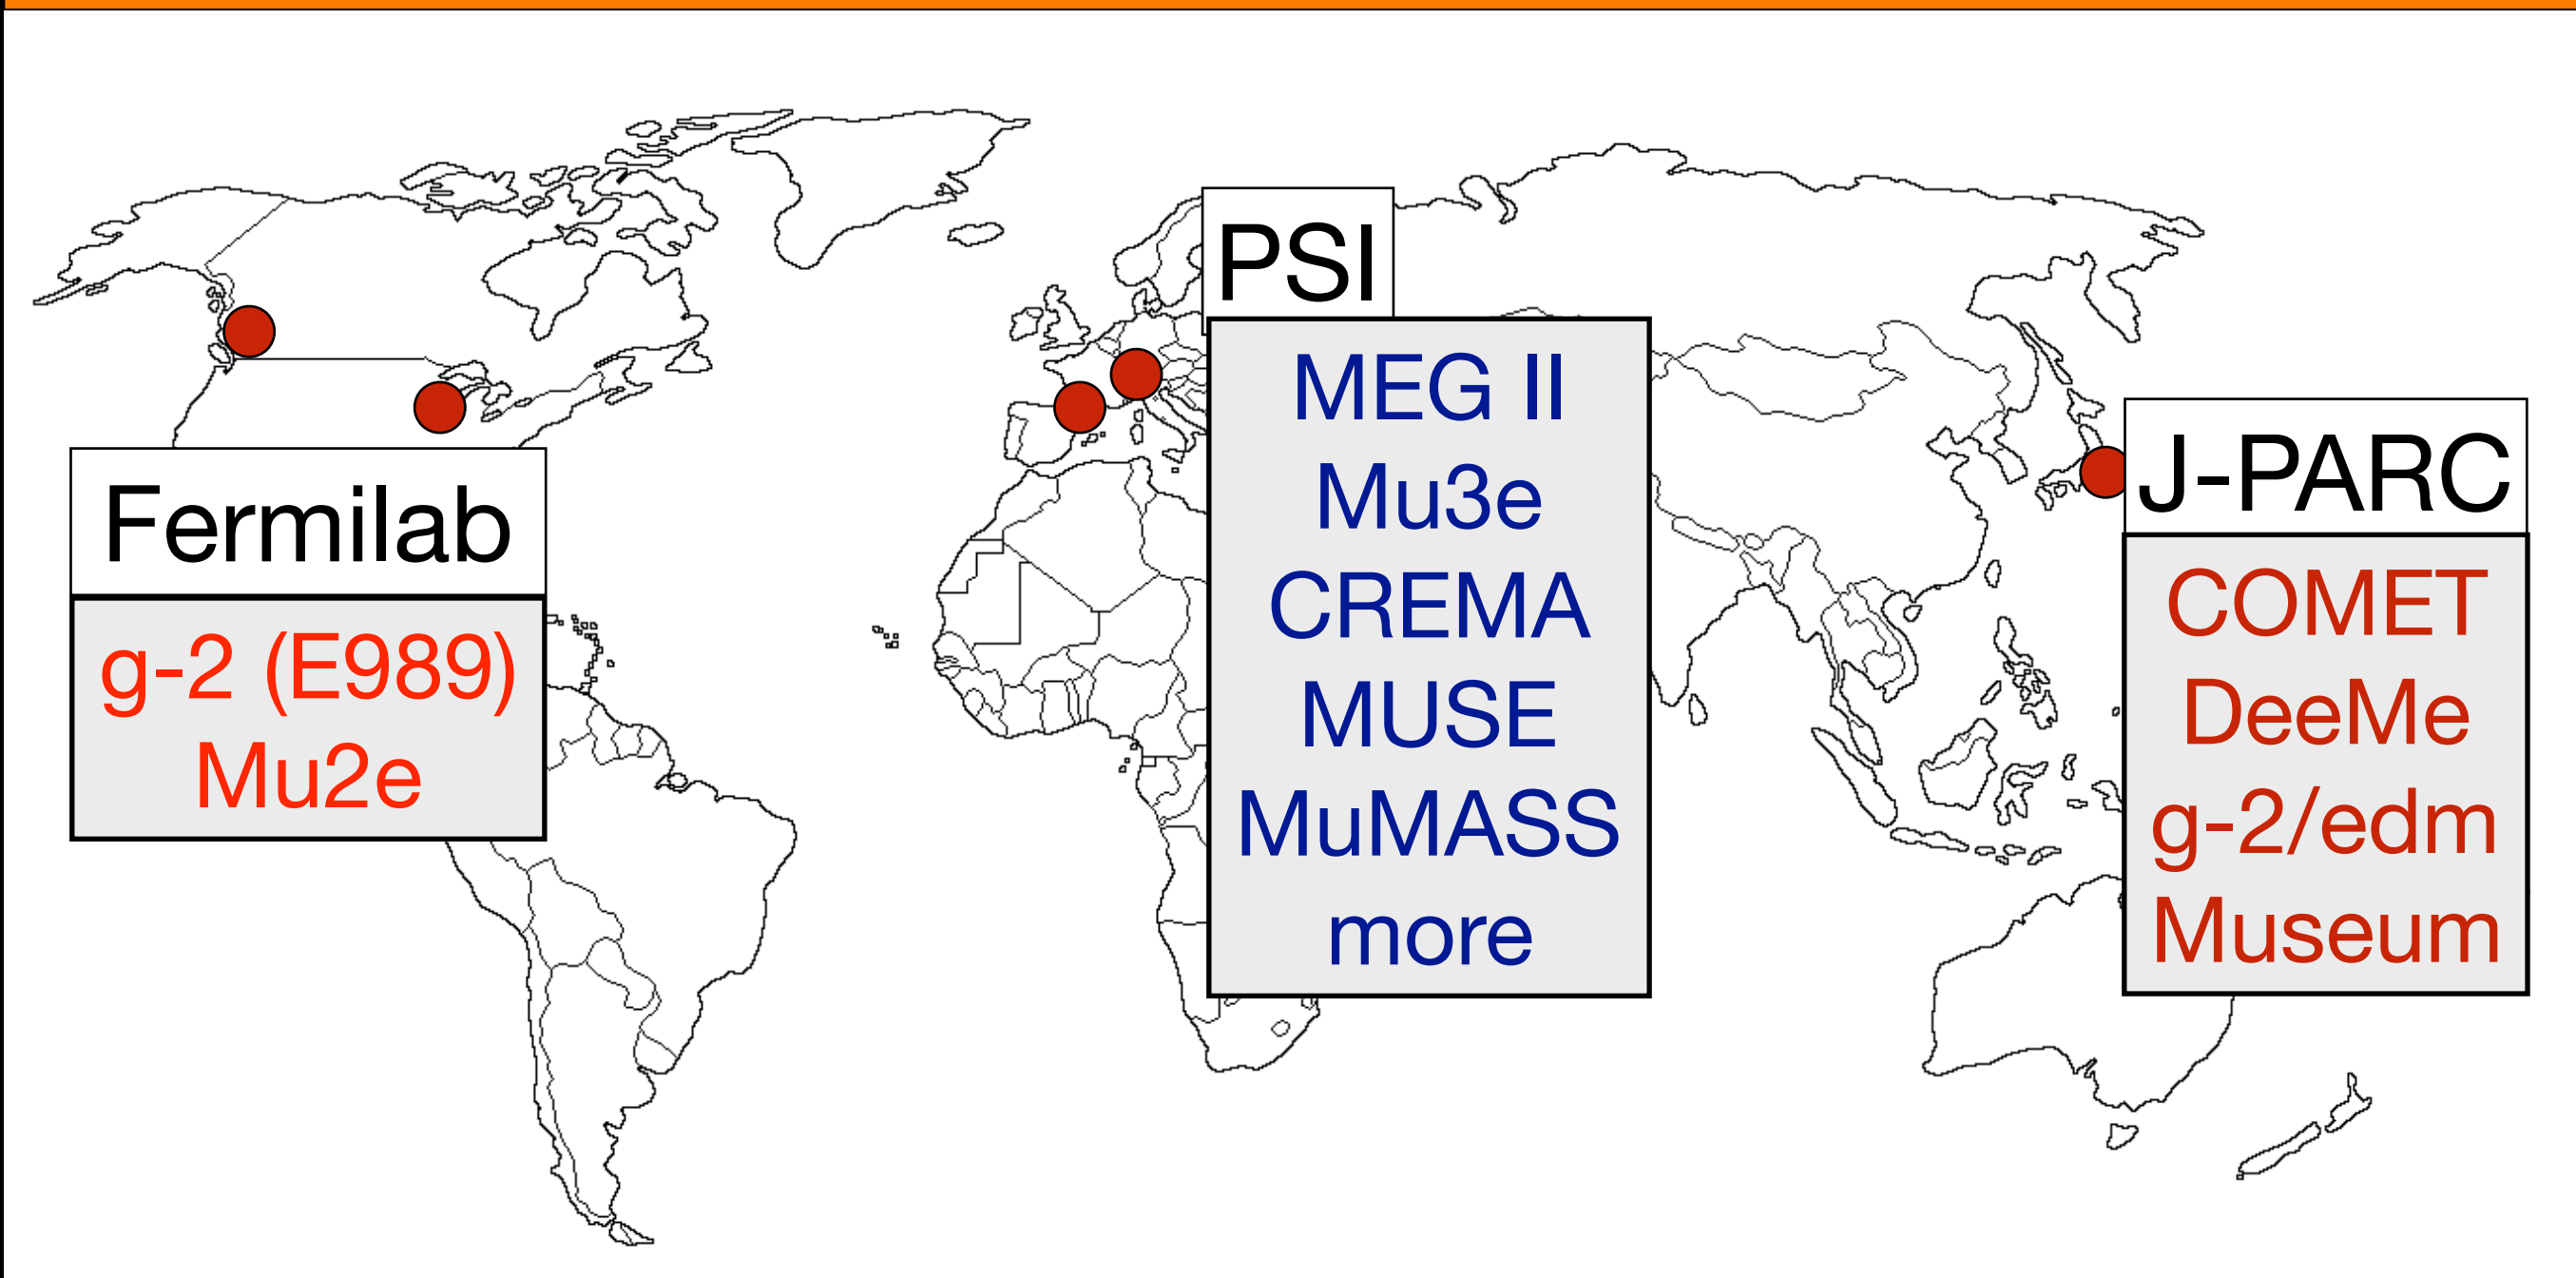 Fermilab
g-2 (E989)
Mu2e
PSI
MEG II
Mu3e
CREMA
MUSE
MuMASS
more
J-PARC
COMET
DeeMe
g-2/edm
Museum